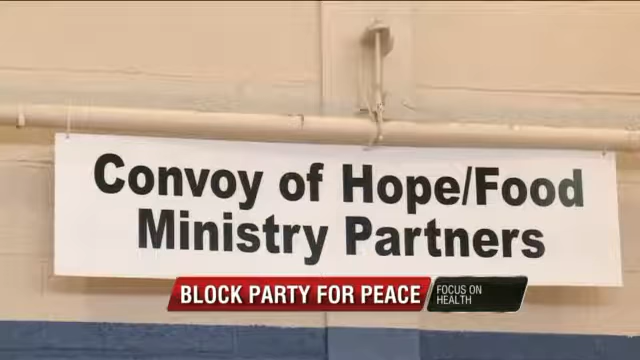 Convoy of Hope/Food
Ministry Partners
BLOCK PARTY FOR PEACE
FOCUS ON
HEALTH